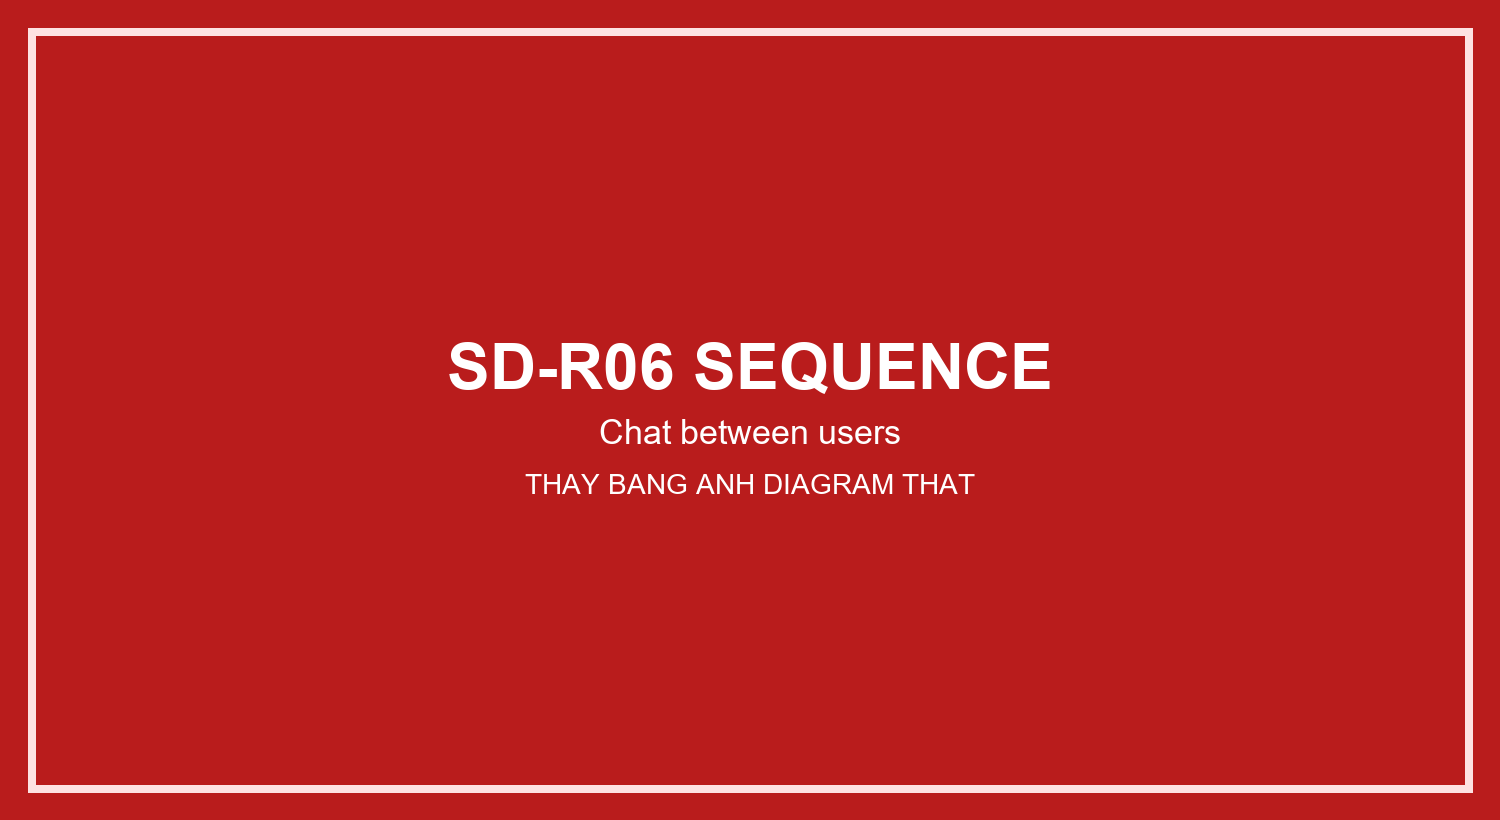 SD-R06 SEQUENCE
Chat between users
THAY BANG ANH DIAGRAM THAT